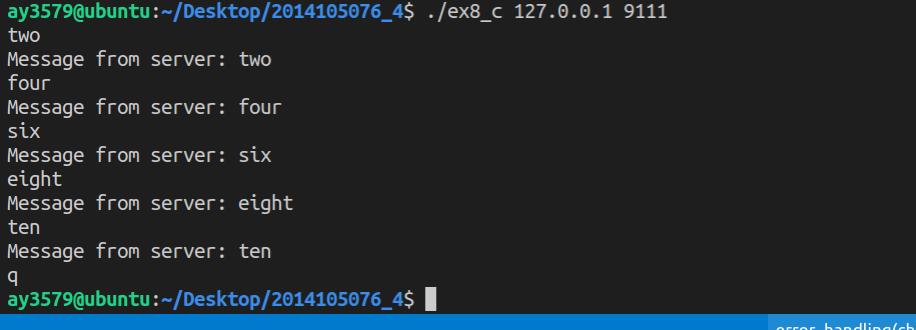 ay3579@ubuntu:~/Desktop/2014105076_4$ ./ex8_c 127.0.0.1 9111
two
Message from server: two
four
Message from server: four
six
Message from server: six
eight
Message from server: eight
ten
Message from server: ten
q
ay3579@ubuntu:~/Desktop/2014105076_4$
error_handling(ch